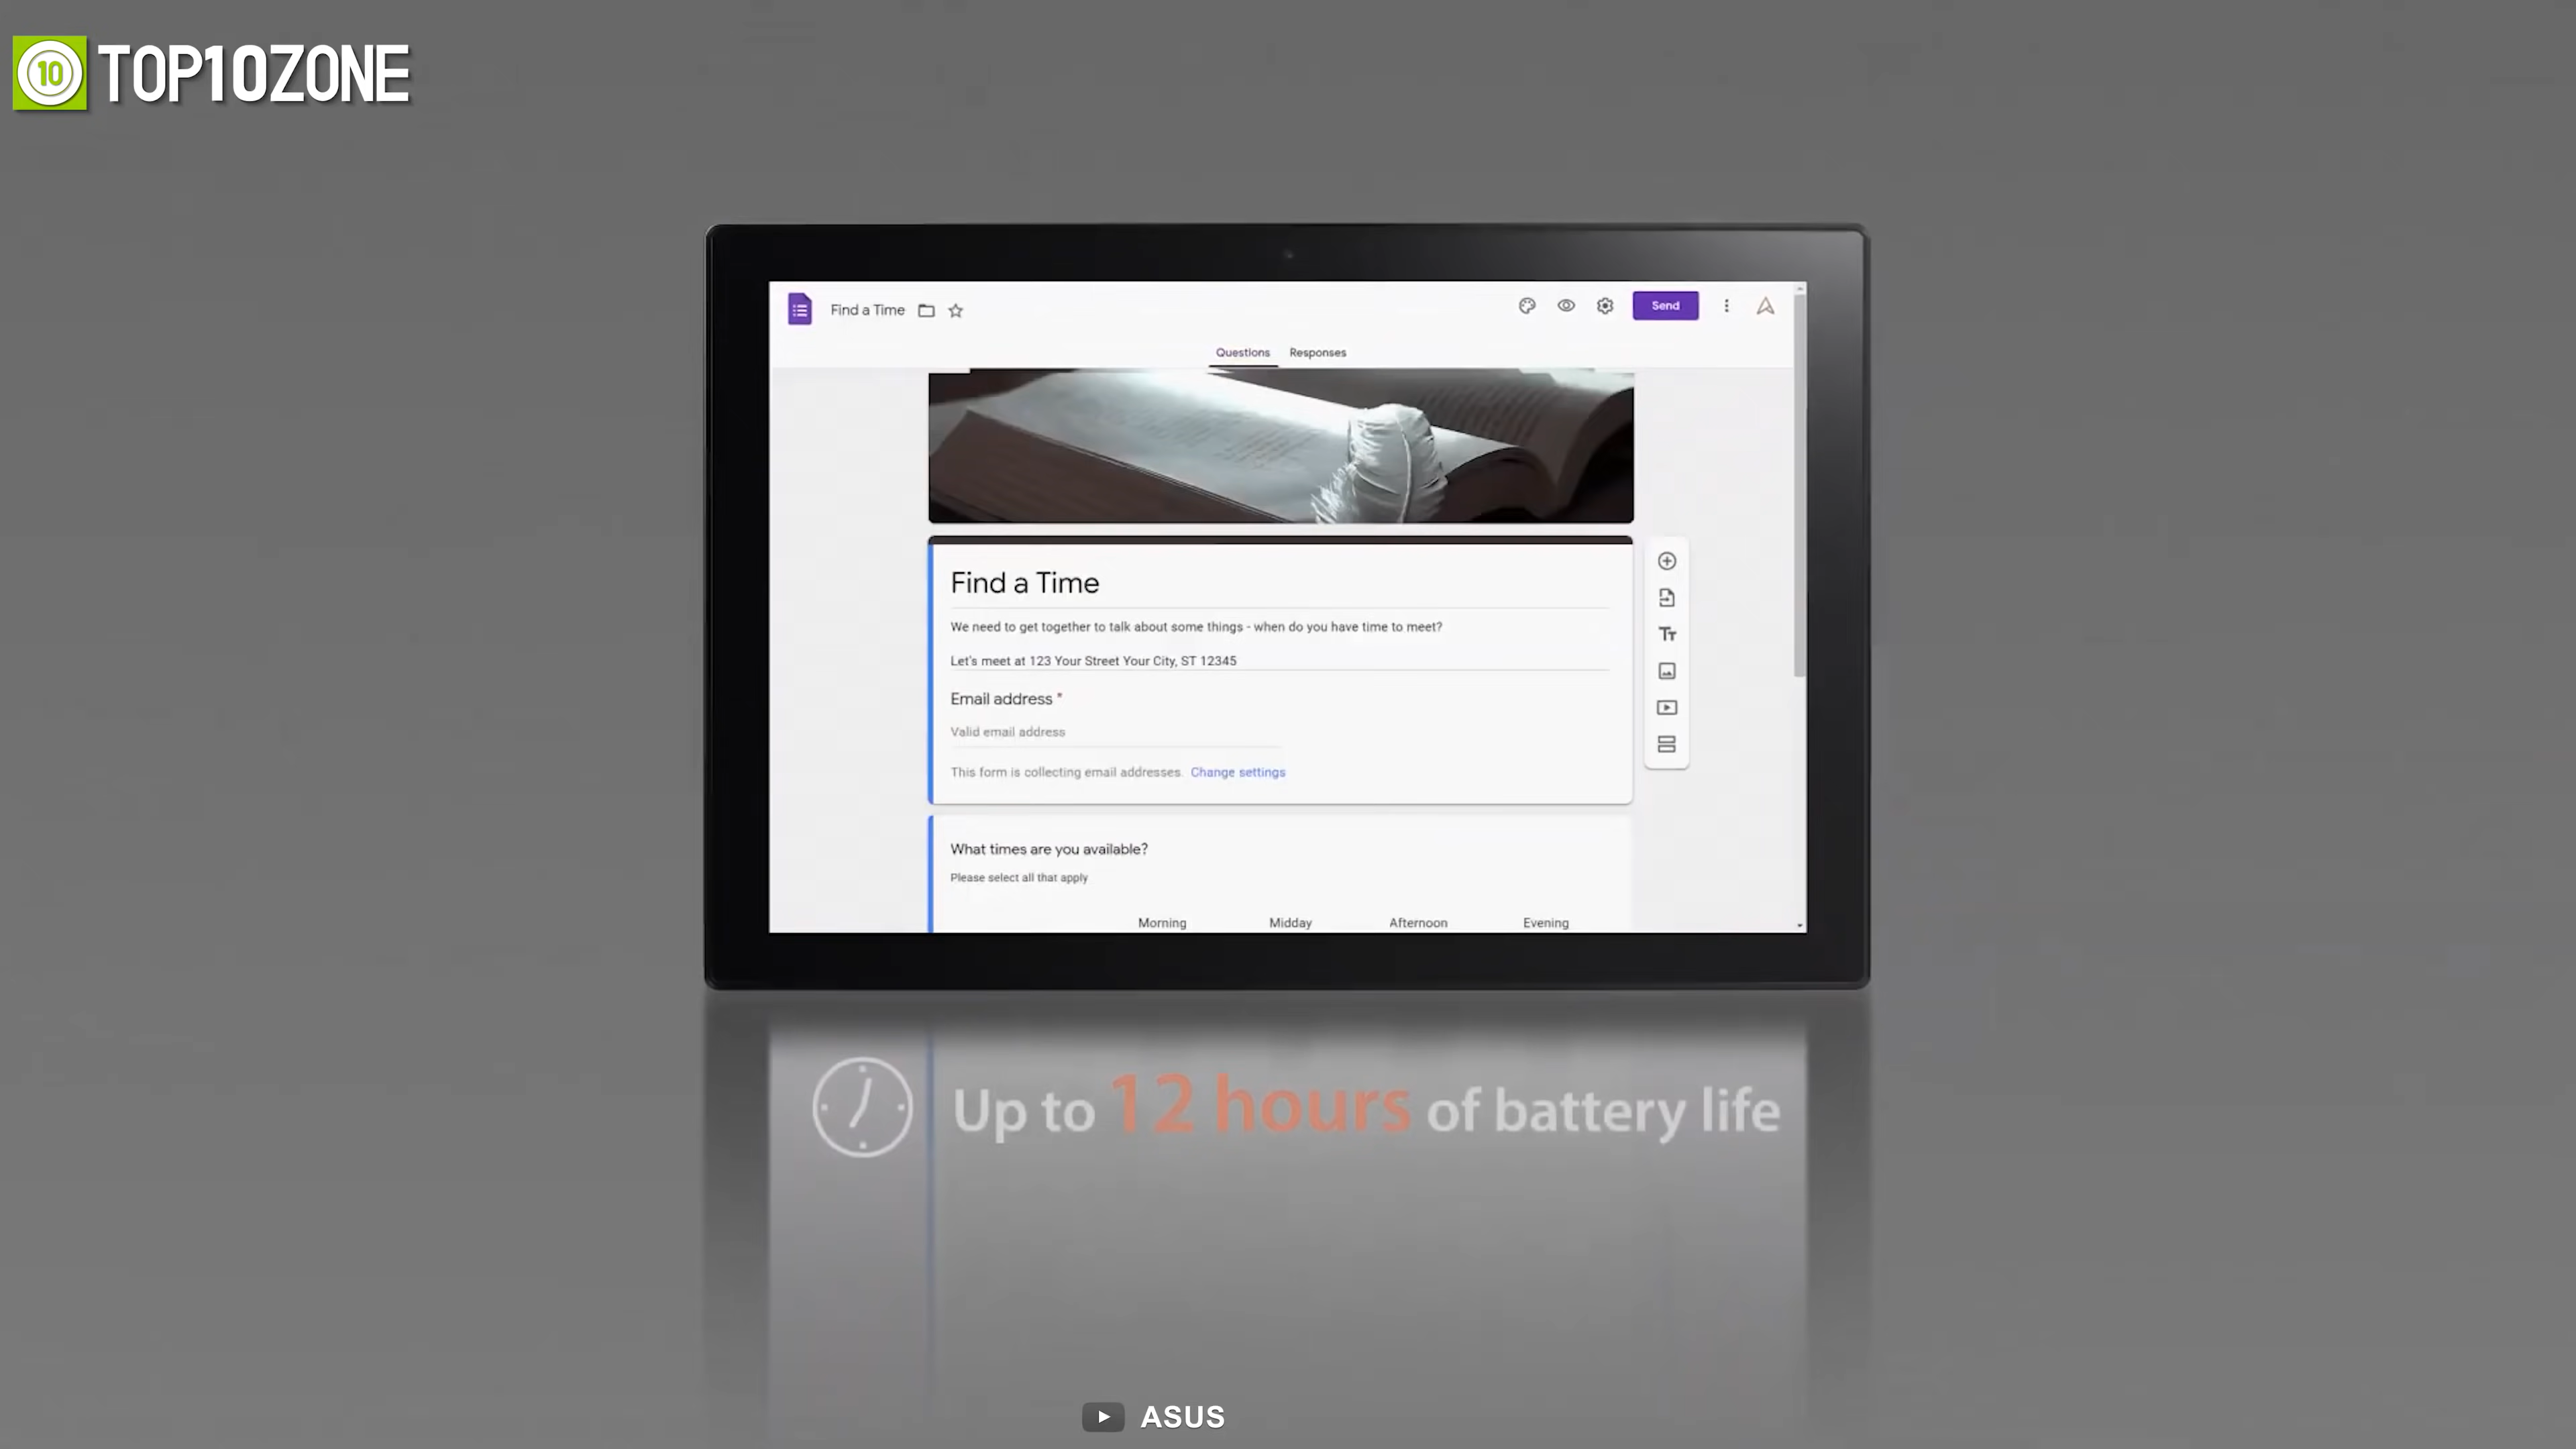 10 TOP10ZONE
Find a Time
Send
Questions Responses
Find a Time
We need to get together to talk about some things - when do you have time to meet?
Let's meet at 123 Your Street Your City, ST 12345
Email address *
Valid email address
This form is collecting email addresses. Change settings
Tт
What times are you available?
Please select all that apply
Morning Midday Afternoon Evening
Up to 12 hours of battery life
ASUS